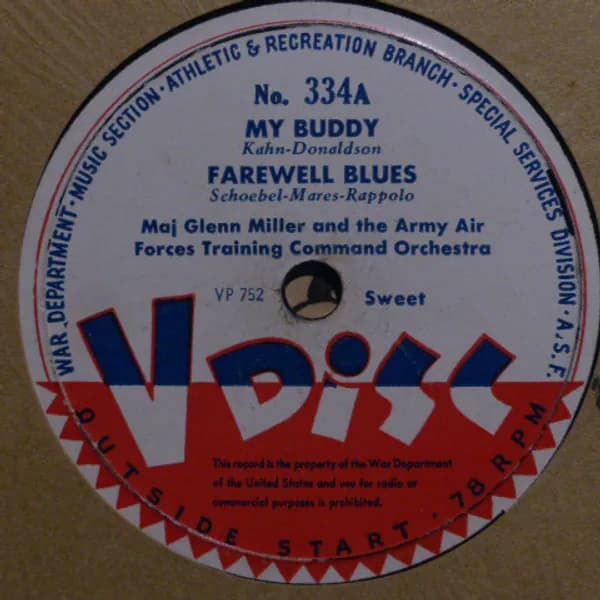 WAR DEPARTMENT · MUSIC SECTION · ATHLETIC & RECREATION BRANCH · SPECIAL SERVICES DIVISION · A.S.F.
No. 334A
MY BUDDY
Kahn-Donaldson
FAREWELL BLUES
Schoebel-Mares-Rappolo
Maj Glenn Miller and the Army Air
Forces Training Command Orchestra
VP 752 Sweet
V DiSC
This record is the property of the War Department
of the United States and use for radio or
commercial purposes is prohibited.
OUTSIDE START · 78 RPM